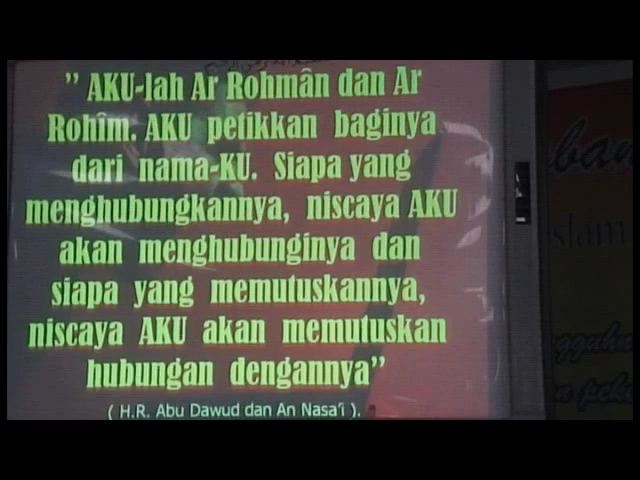 ” AKU-lah Ar Rohmân dan Ar
Rohîm. AKU petikkan baginya
dari nama-KU. Siapa yang
menghubungkannya, niscaya AKU
akan menghubunginya dan
siapa yang memutuskannya,
niscaya AKU akan memutuskan
hubungan dengannya”
( H.R. Abu Dawud dan An Nasa’i ).